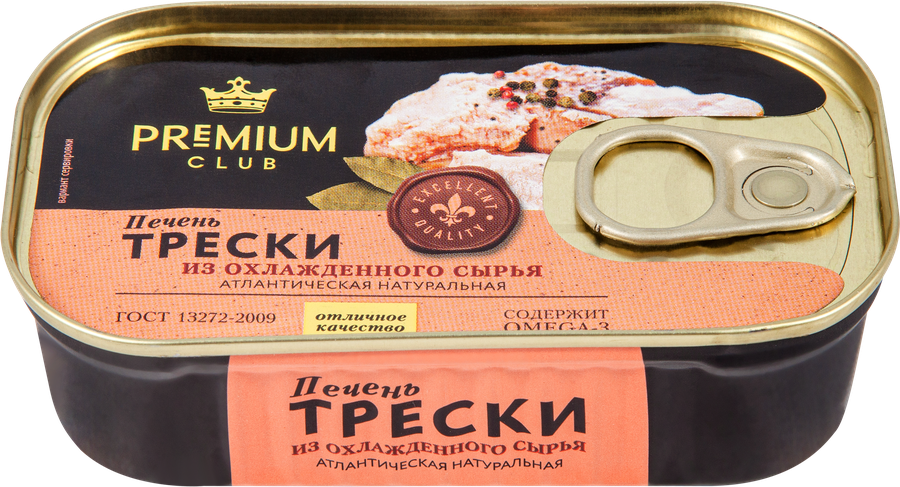 PREMIUM
CLUB
вариант сервировки
EXCELLENT
QUALITY
Печень
ТРЕСКИ
ИЗ ОХЛАЖДЕННОГО СЫРЬЯ
АТЛАНТИЧЕСКАЯ НАТУРАЛЬНАЯ
ГОСТ 13272-2009
отличное
качество
СОДЕРЖИТ
OMEGA-3
Печень
ТРЕСКИ
ИЗ ОХЛАЖДЕННОГО СЫРЬЯ
АТЛАНТИЧЕСКАЯ НАТУРАЛЬНАЯ